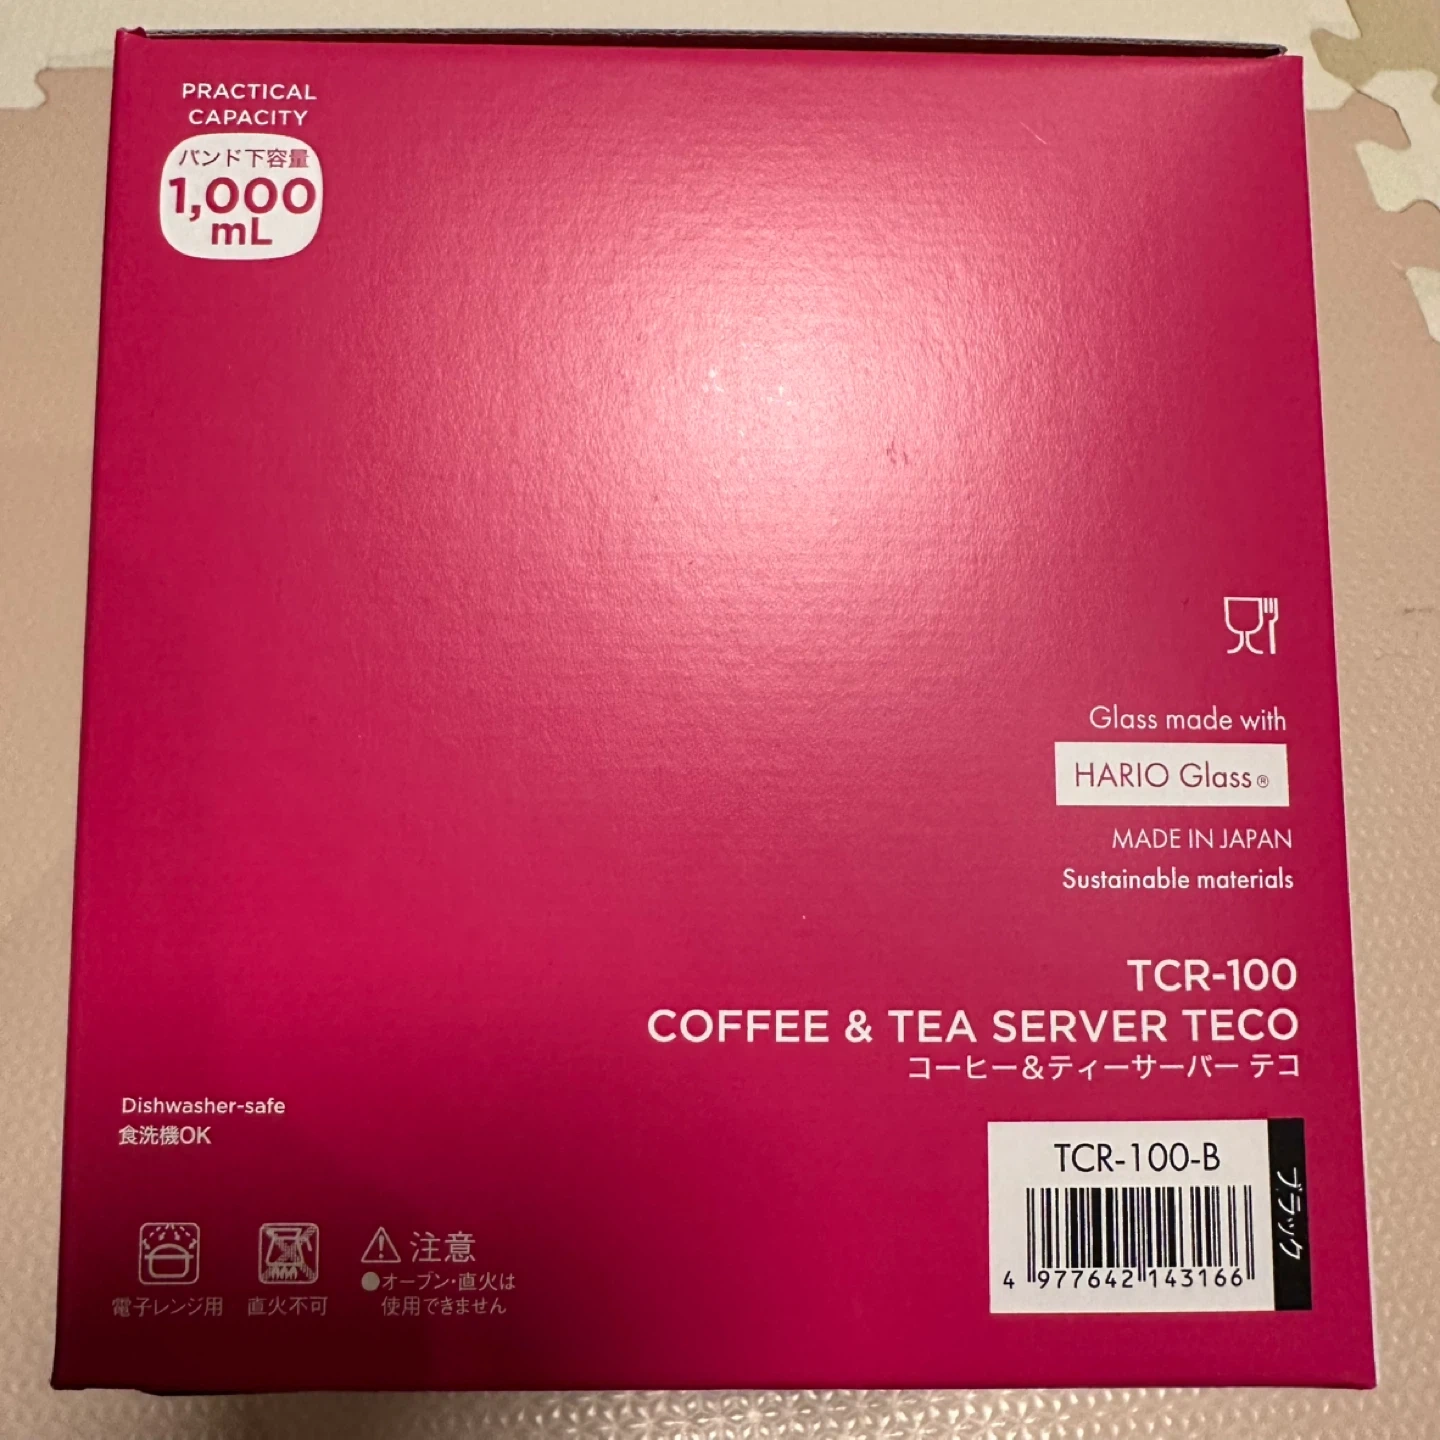 PRACTICAL
CAPACITY
バンド下容量
1,000
mL
Glass made with
HARIO Glass®
MADE IN JAPAN
Sustainable materials
TCR-100
COFFEE & TEA SERVER TECO
コーヒー&ティーサーバー テコ
Dishwasher-safe
食洗機OK
TCR-100-B
ブラック
4 977642 143166
電子レンジ用
直火不可
注意
●オーブン・直火は
使用できません